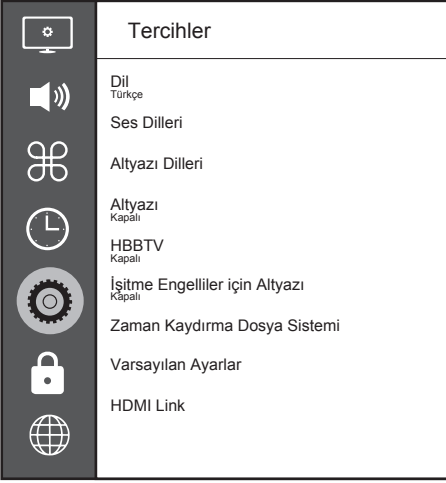 Tercihler
Dil
Türkçe
Ses Dilleri
Altyazı Dilleri
Altyazı
Kapalı
HBBTV
Kapalı
İşitme Engelliler için Altyazı
Kapalı
Zaman Kaydırma Dosya Sistemi
Varsayılan Ayarlar
HDMI Link